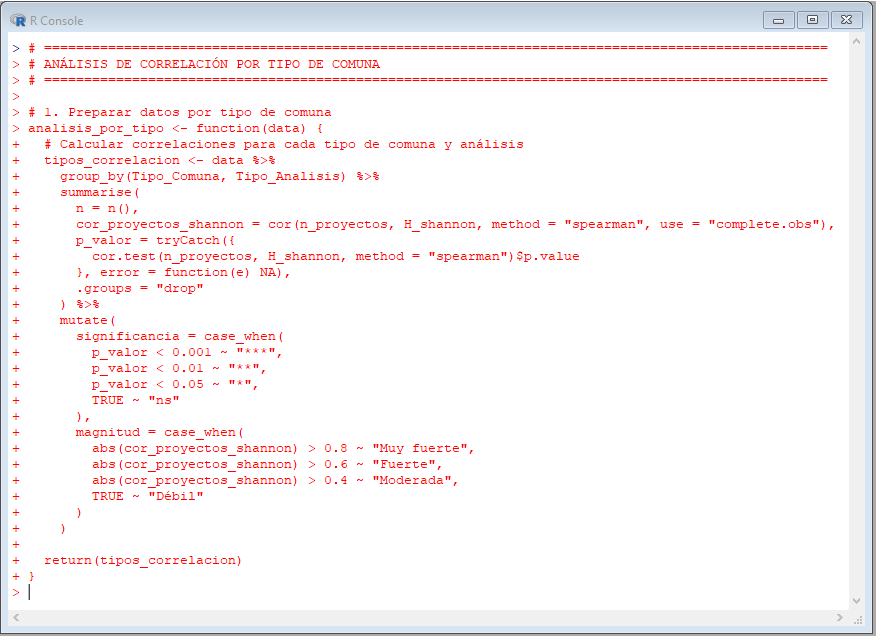 R Console
> # ==================================================================================================
> # ANÁLISIS DE CORRELACIÓN POR TIPO DE COMUNA
> # ==================================================================================================
>
> # 1. Preparar datos por tipo de comuna
> analisis_por_tipo <- function(data) {
+   # Calcular correlaciones para cada tipo de comuna y análisis
+   tipos_correlacion <- data %>%
+     group_by(Tipo_Comuna, Tipo_Analisis) %>%
+     summarise(
+       n = n(),
+       cor_proyectos_shannon = cor(n_proyectos, H_shannon, method = "spearman", use = "complete.obs"),
+       p_valor = tryCatch({
+         cor.test(n_proyectos, H_shannon, method = "spearman")$p.value
+       }, error = function(e) NA),
+       .groups = "drop"
+     ) %>%
+     mutate(
+       significancia = case_when(
+         p_valor < 0.001 ~ "***",
+         p_valor < 0.01 ~ "**",
+         p_valor < 0.05 ~ "*",
+         TRUE ~ "ns"
+       ),
+       magnitud = case_when(
+         abs(cor_proyectos_shannon) > 0.8 ~ "Muy fuerte",
+         abs(cor_proyectos_shannon) > 0.6 ~ "Fuerte",
+         abs(cor_proyectos_shannon) > 0.4 ~ "Moderada",
+         TRUE ~ "Débil"
+       )
+     )
+
+   return(tipos_correlacion)
+ }
>